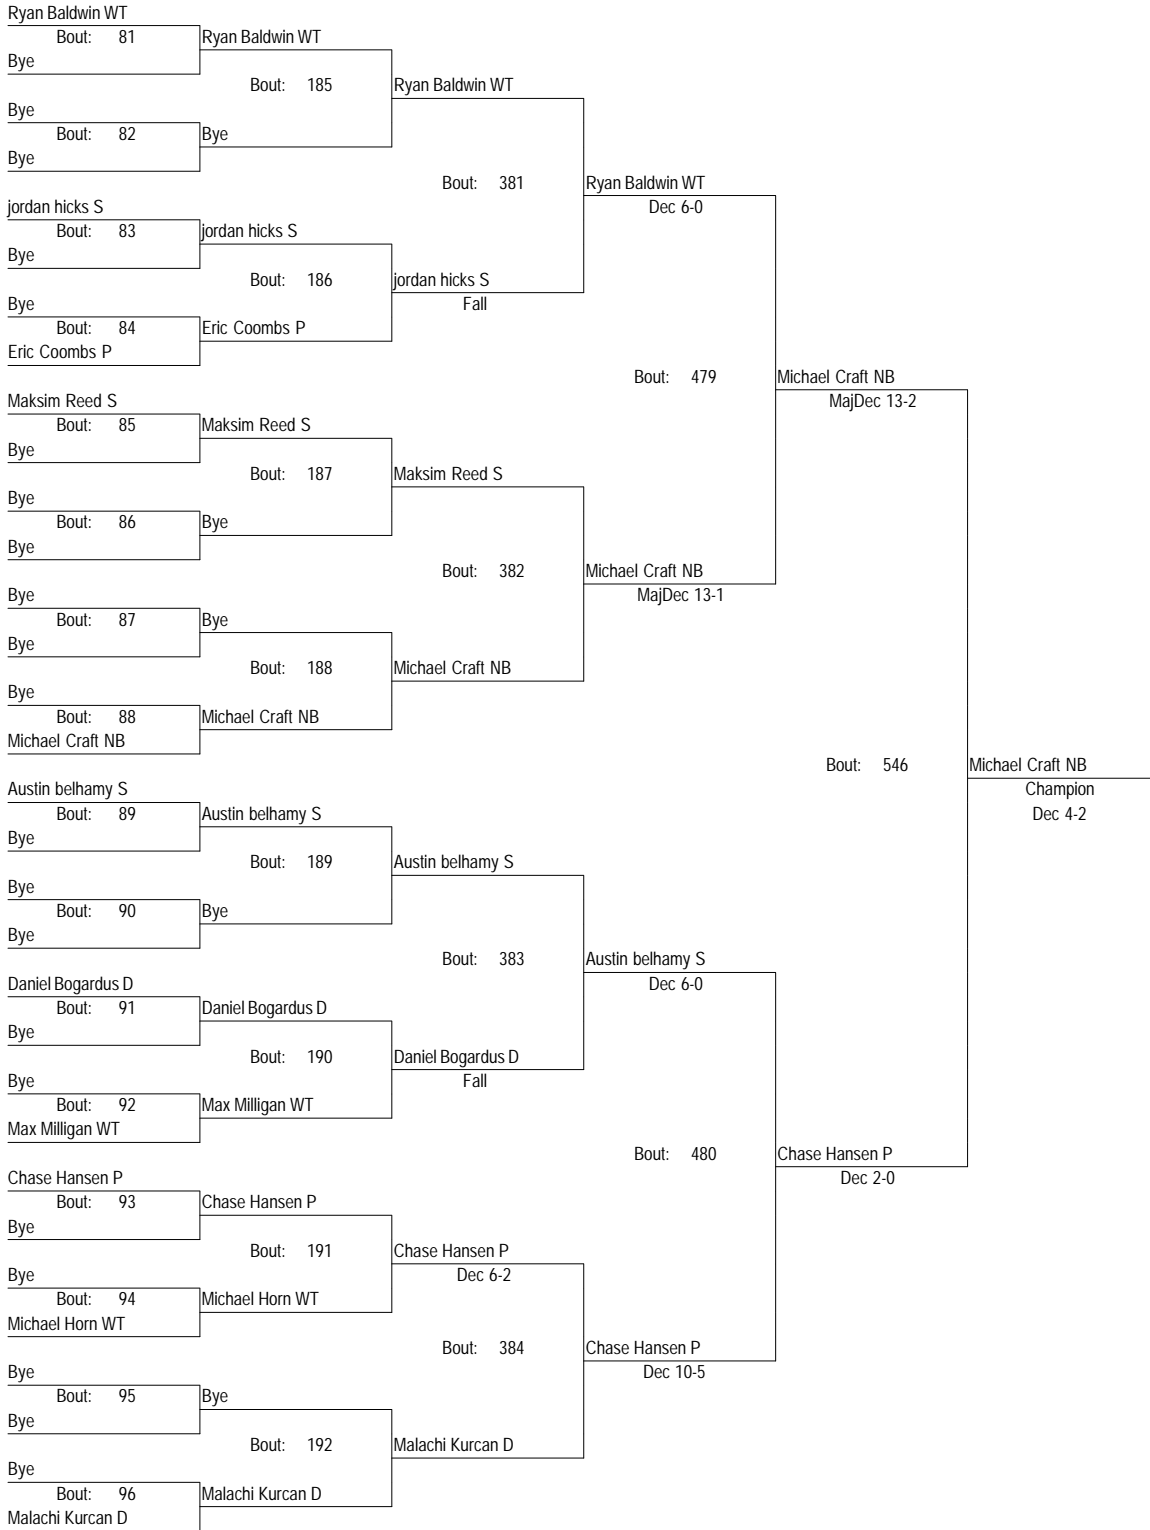 Ryan Baldwin WT
Bout: 81 Ryan Baldwin WT
Bye
Bout: 185 Ryan Baldwin WT
Bye
Bout: 82 Bye
Bye
Bout: 381 Ryan Baldwin WT
Dec 6-0
jordan hicks S
Bout: 83 jordan hicks S
Bye
Bout: 186 jordan hicks S
Bye
Fall
Bout: 84 Eric Coombs P
Eric Coombs P
Bout: 479 Michael Craft NB
Maksim Reed S
MajDec 13-2
Bout: 85 Maksim Reed S
Bye
Bout: 187 Maksim Reed S
Bye
Bout: 86 Bye
Bye
Bout: 382 Michael Craft NB
Bye
MajDec 13-1
Bout: 87 Bye
Bye
Bout: 188 Michael Craft NB
Bye
Bout: 88 Michael Craft NB
Michael Craft NB
Bout: 546 Michael Craft NB
Austin belhamy S
Champion
Bout: 89 Austin belhamy S
Dec 4-2
Bye
Bout: 189 Austin belhamy S
Bye
Bout: 90 Bye
Bye
Bout: 383 Austin belhamy S
Daniel Bogardus D
Dec 6-0
Bout: 91 Daniel Bogardus D
Bye
Bout: 190 Daniel Bogardus D
Bye
Fall
Bout: 92 Max Milligan WT
Max Milligan WT
Bout: 480 Chase Hansen P
Chase Hansen P
Dec 2-0
Bout: 93 Chase Hansen P
Bye
Bout: 191 Chase Hansen P
Bye
Dec 6-2
Bout: 94 Michael Horn WT
Michael Horn WT
Bout: 384 Chase Hansen P
Bye
Dec 10-5
Bout: 95 Bye
Bye
Bout: 192 Malachi Kurcan D
Bye
Bout: 96 Malachi Kurcan D
Malachi Kurcan D